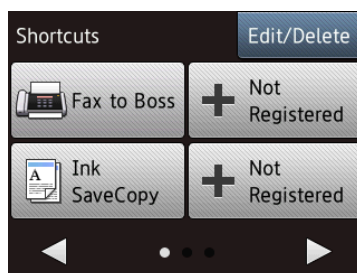 Shortcuts
Edit/Delete
Fax to Boss
Not
Registered
A
Ink
SaveCopy
Not
Registered